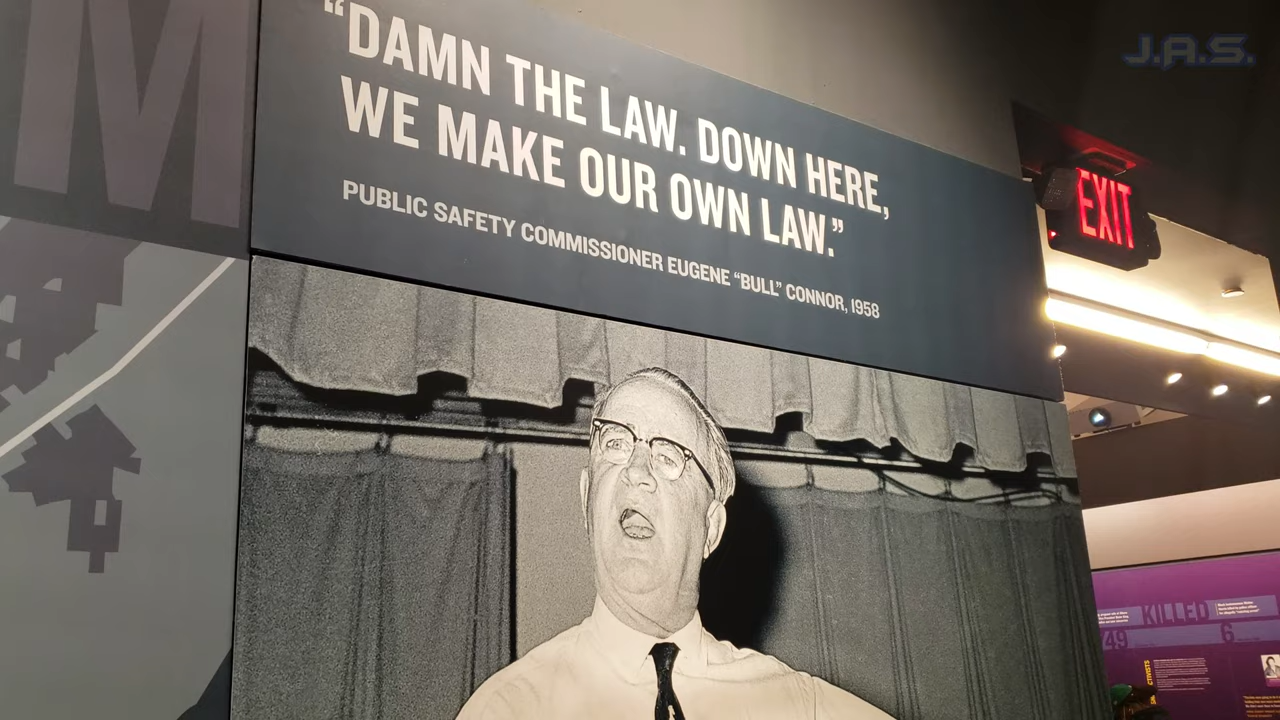 M
“DAMN THE LAW. DOWN HERE,
WE MAKE OUR OWN LAW.”
PUBLIC SAFETY COMMISSIONER EUGENE “BULL” CONNOR, 1958
J.A.S.
EXIT
KILLED
49
6